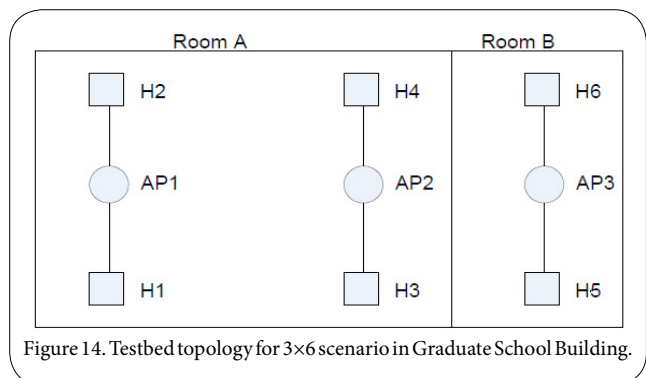 Room A Room B
H2 H4 H6
AP1 AP2 AP3
H1 H3 H5
Figure 14. Testbed topology for 3×6 scenario in Graduate School Building.